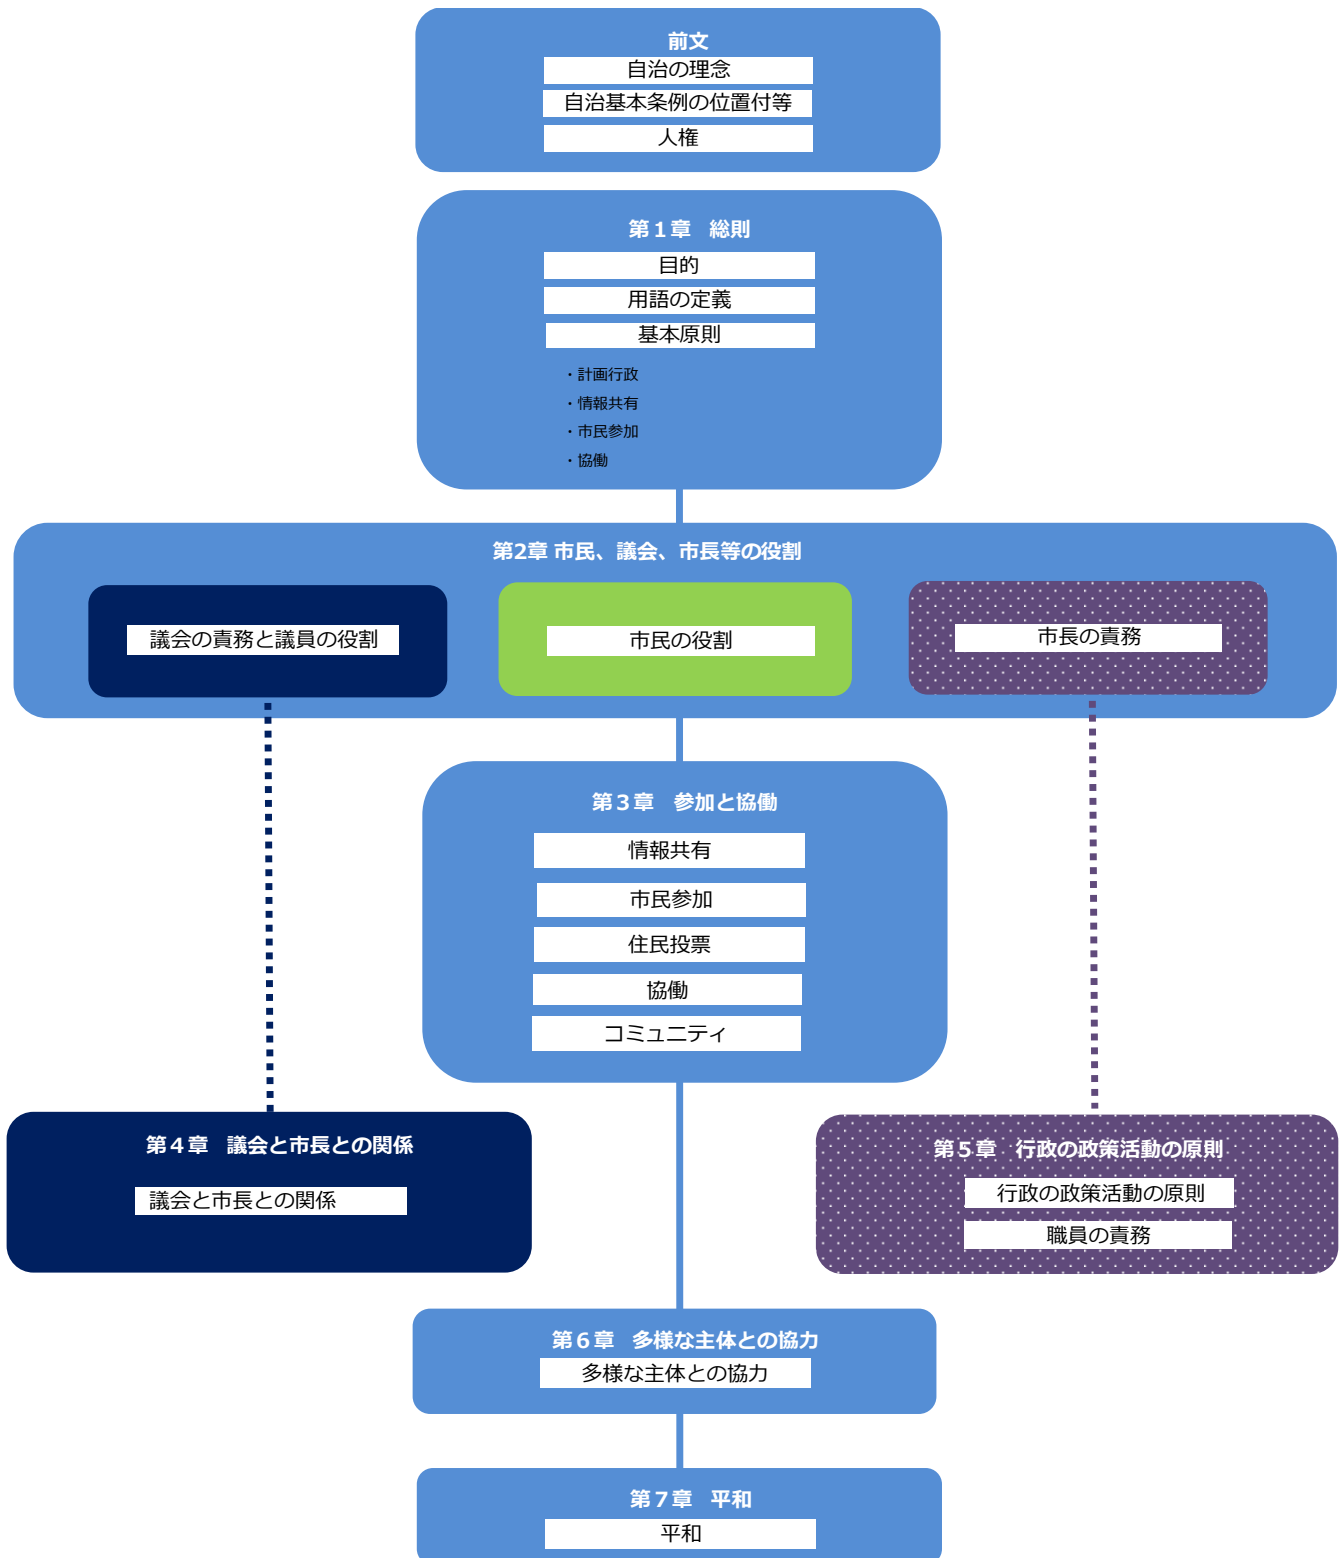 前文
自治の理念
自治基本条例の位置付等
人権
第１章　総則
目的
用語の定義
基本原則
・計画行政
・情報共有
・市民参加
・協働
第2章 市民、議会、市長等の役割
議会の責務と議員の役割
市民の役割
市長の責務
第３章　参加と協働
情報共有
市民参加
住民投票
協働
コミュニティ
第４章　議会と市長との関係
議会と市長との関係
第５章　行政の政策活動の原則
行政の政策活動の原則
職員の責務
第６章　多様な主体との協力
多様な主体との協力
第７章　平和
平和